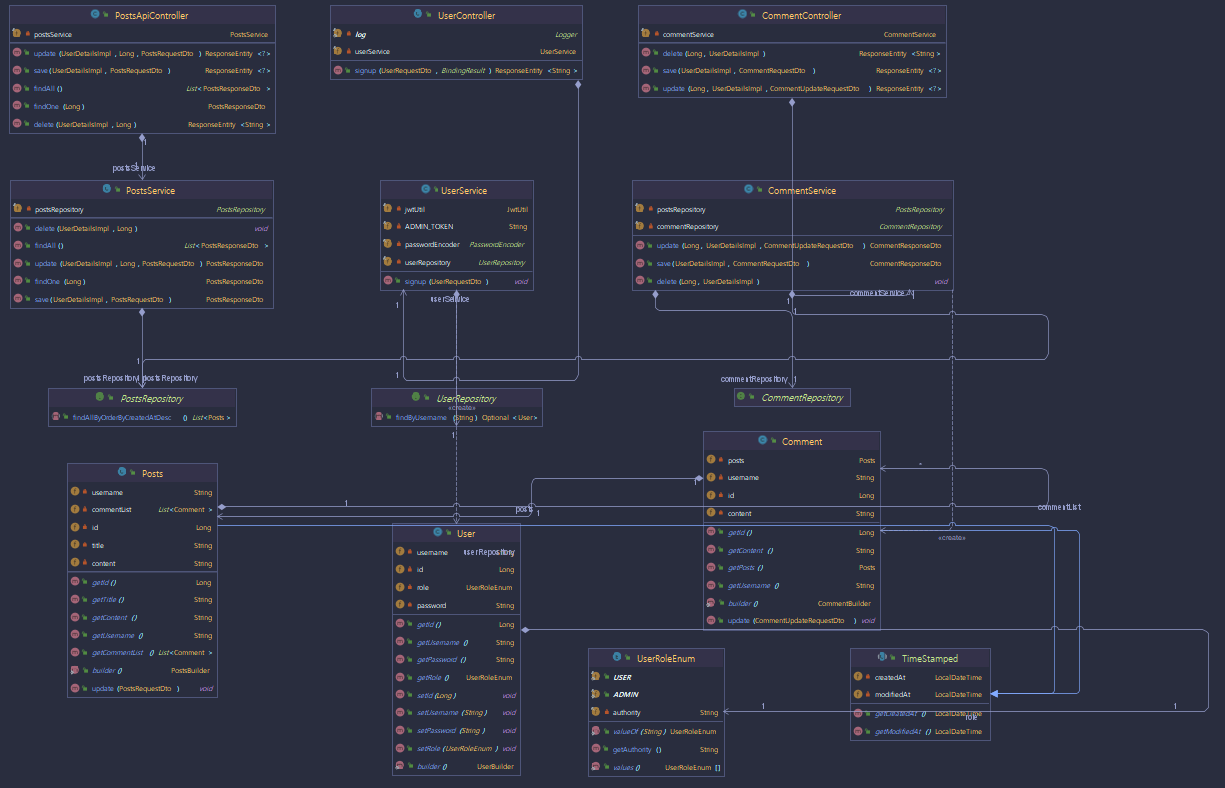 PostsApiController
postsService PostsService
update (UserDetailsImpl , Long , PostsRequestDto ) ResponseEntity <?>
save (UserDetailsImpl , PostsRequestDto ) ResponseEntity <?>
findAll () List< PostsResponseDto >
findOne (Long ) PostsResponseDto
delete (UserDetailsImpl , Long ) ResponseEntity <String >
UserController
log Logger
userService UserService
signup (UserRequestDto , BindingResult ) ResponseEntity <String >
CommentController
commentService CommentService
delete (Long , UserDetailsImpl ) ResponseEntity <String >
save (UserDetailsImpl , CommentRequestDto ) ResponseEntity <?>
update (Long , UserDetailsImpl , CommentUpdateRequestDto ) ResponseEntity <?>
1
postsService
1
PostsService
postsRepository PostsRepository
delete (UserDetailsImpl , Long ) void
findAll () List< PostsResponseDto >
update (UserDetailsImpl , Long , PostsRequestDto ) PostsResponseDto
findOne (Long ) PostsResponseDto
save (UserDetailsImpl , PostsRequestDto ) PostsResponseDto
UserService
jwtUtil JwtUtil
ADMIN_TOKEN String
passwordEncoder PasswordEncoder
userRepository UserRepository
signup (UserRequestDto ) void
CommentService
postsRepository PostsRepository
commentRepository CommentRepository
update (Long , UserDetailsImpl , CommentUpdateRequestDto ) CommentResponseDto
save (UserDetailsImpl , CommentRequestDto ) CommentResponseDto
delete (Long , UserDetailsImpl ) void
userService
1
commentService
1
1
1
1
1
postsRepository
postsRepository
commentRepository
1
PostsRepository
findAllByOrderByCreatedAtDesc () List<Posts >
UserRepository
«create»
findByUsername (String ) Optional <User>
1
CommentRepository
Posts
username String
commentList List<Comment >
id Long
title String
content String
getId () Long
getTitle () String
getContent () String
getUsername () String
getCommentList () List<Comment >
builder () PostsBuilder
update (PostsRequestDto ) void
1
posts
1
1
User
username String
userRepository
id Long
role UserRoleEnum
password String
getId () Long
getUsername () String
getPassword () String
getRole () UserRoleEnum
setId (Long ) void
setUsername (String ) void
setPassword (String ) void
setRole (UserRoleEnum ) void
builder () UserBuilder
Comment
posts Posts
username String
id Long
content String
getId () Long
getContent () String
getPosts () Posts
getUsername () String
builder () CommentBuilder
update (CommentUpdateRequestDto ) void
*
commentList
«create»
UserRoleEnum
USER
ADMIN
authority String
valueOf (String ) UserRoleEnum
getAuthority () String
values () UserRoleEnum []
1
TimeStamped
createdAt LocalDateTime
modifiedAt LocalDateTime
getCreatedAt () LocalDateTime
getModifiedAt () LocalDateTime
role
1